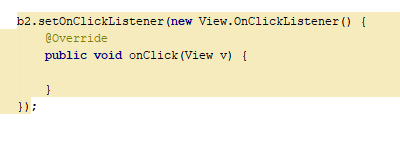 b2.setOnClickListener(new View.OnClickListener() {
    @Override
    public void onClick(View v) {

    }
});